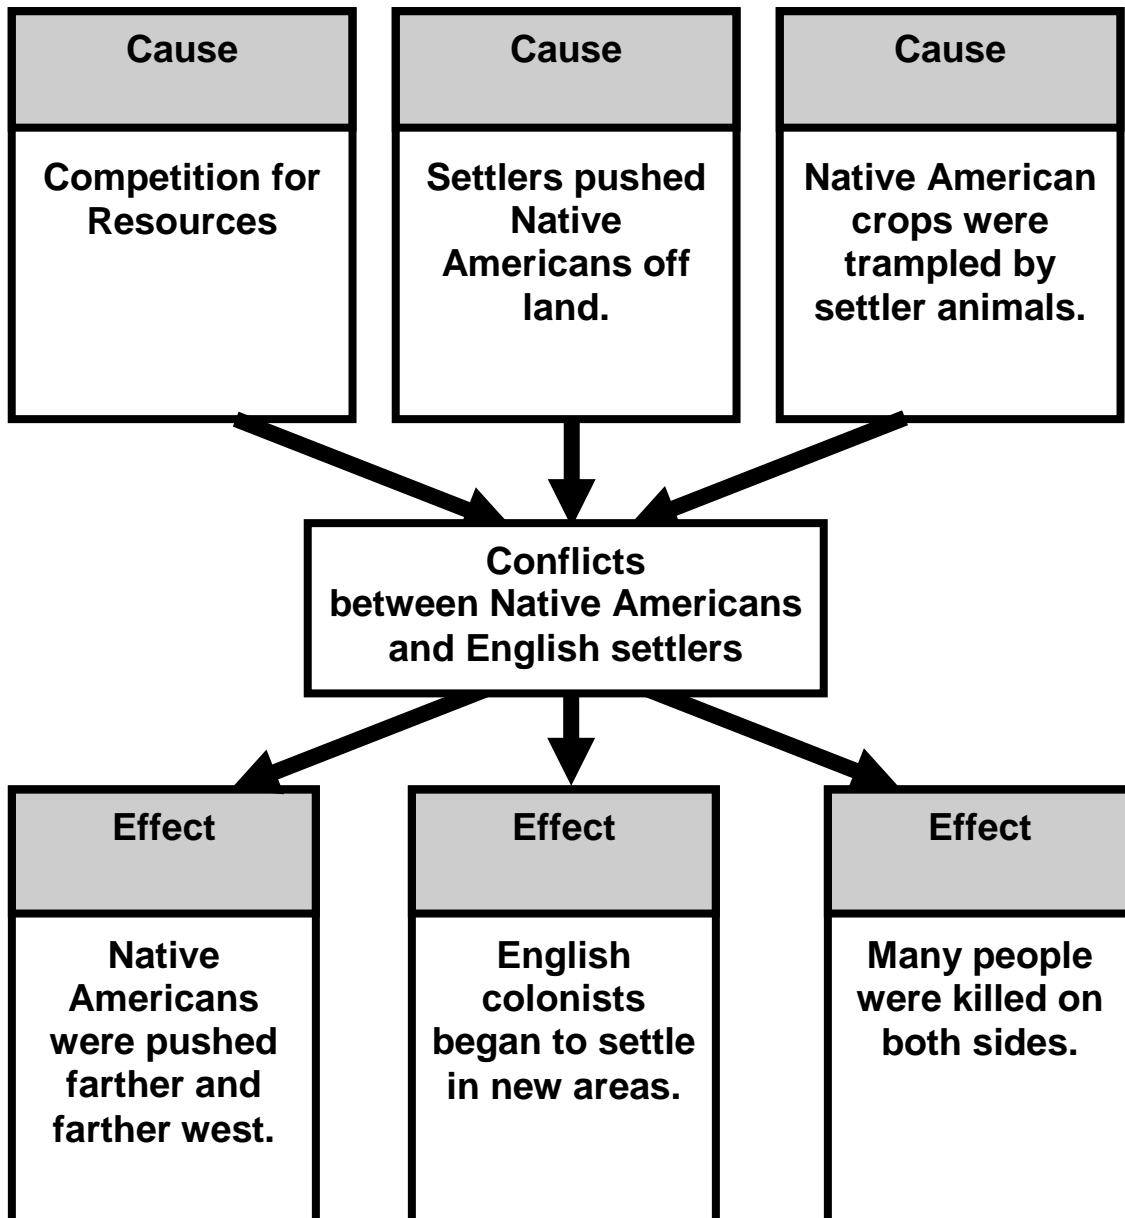 Cause
Competition for
Resources
Cause
Settlers pushed
Native
Americans off
land.
Cause
Native American
crops were
trampled by
settler animals.
Conflicts
between Native Americans
and English settlers
Effect
Native
Americans
were pushed
farther and
farther west.
Effect
English
colonists
began to settle
in new areas.
Effect
Many people
were killed on
both sides.